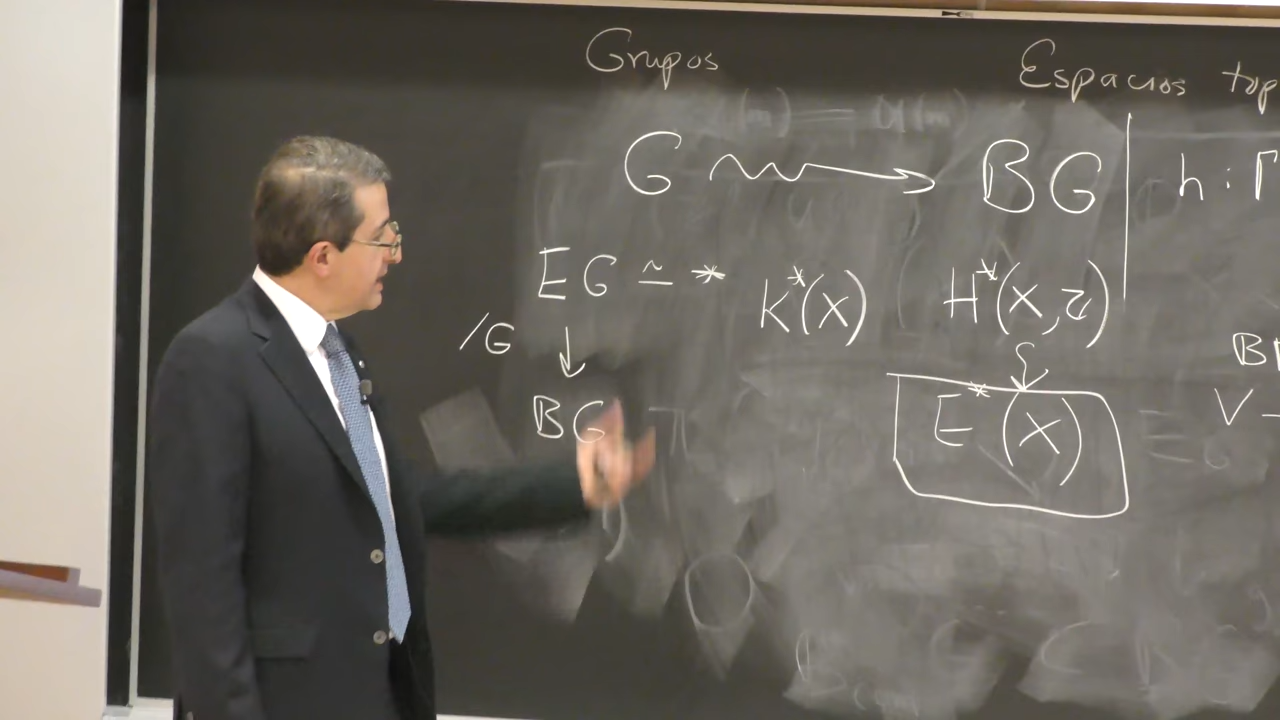 Grupos Espacios top
G ⇝ BG | h : Γ
EG ≃ * K*(X) H*(X, Z)
/G ↓
BG E*(X) V